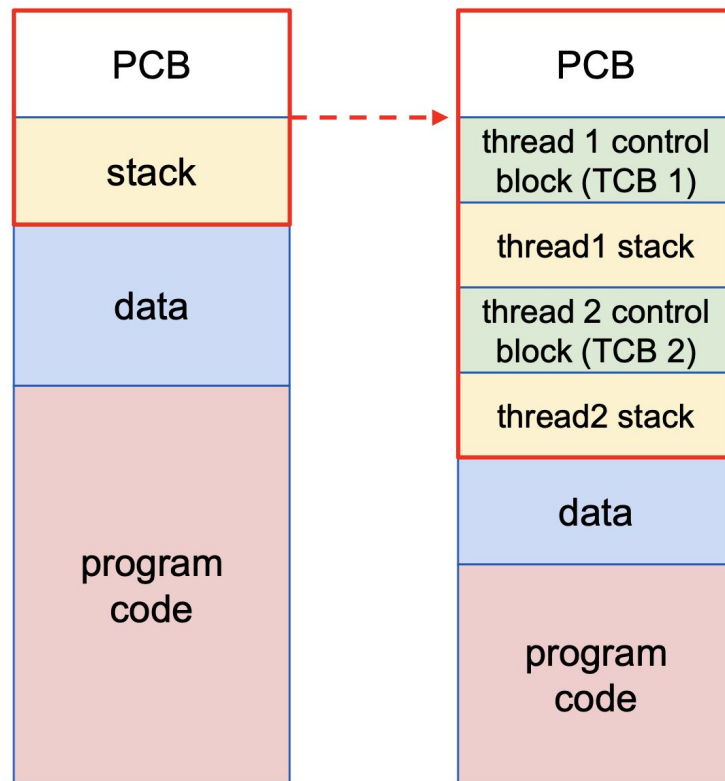 PCB
stack
data
program
code
PCB
thread 1 control
block (TCB 1)
thread1 stack
thread 2 control
block (TCB 2)
thread2 stack
data
program
code